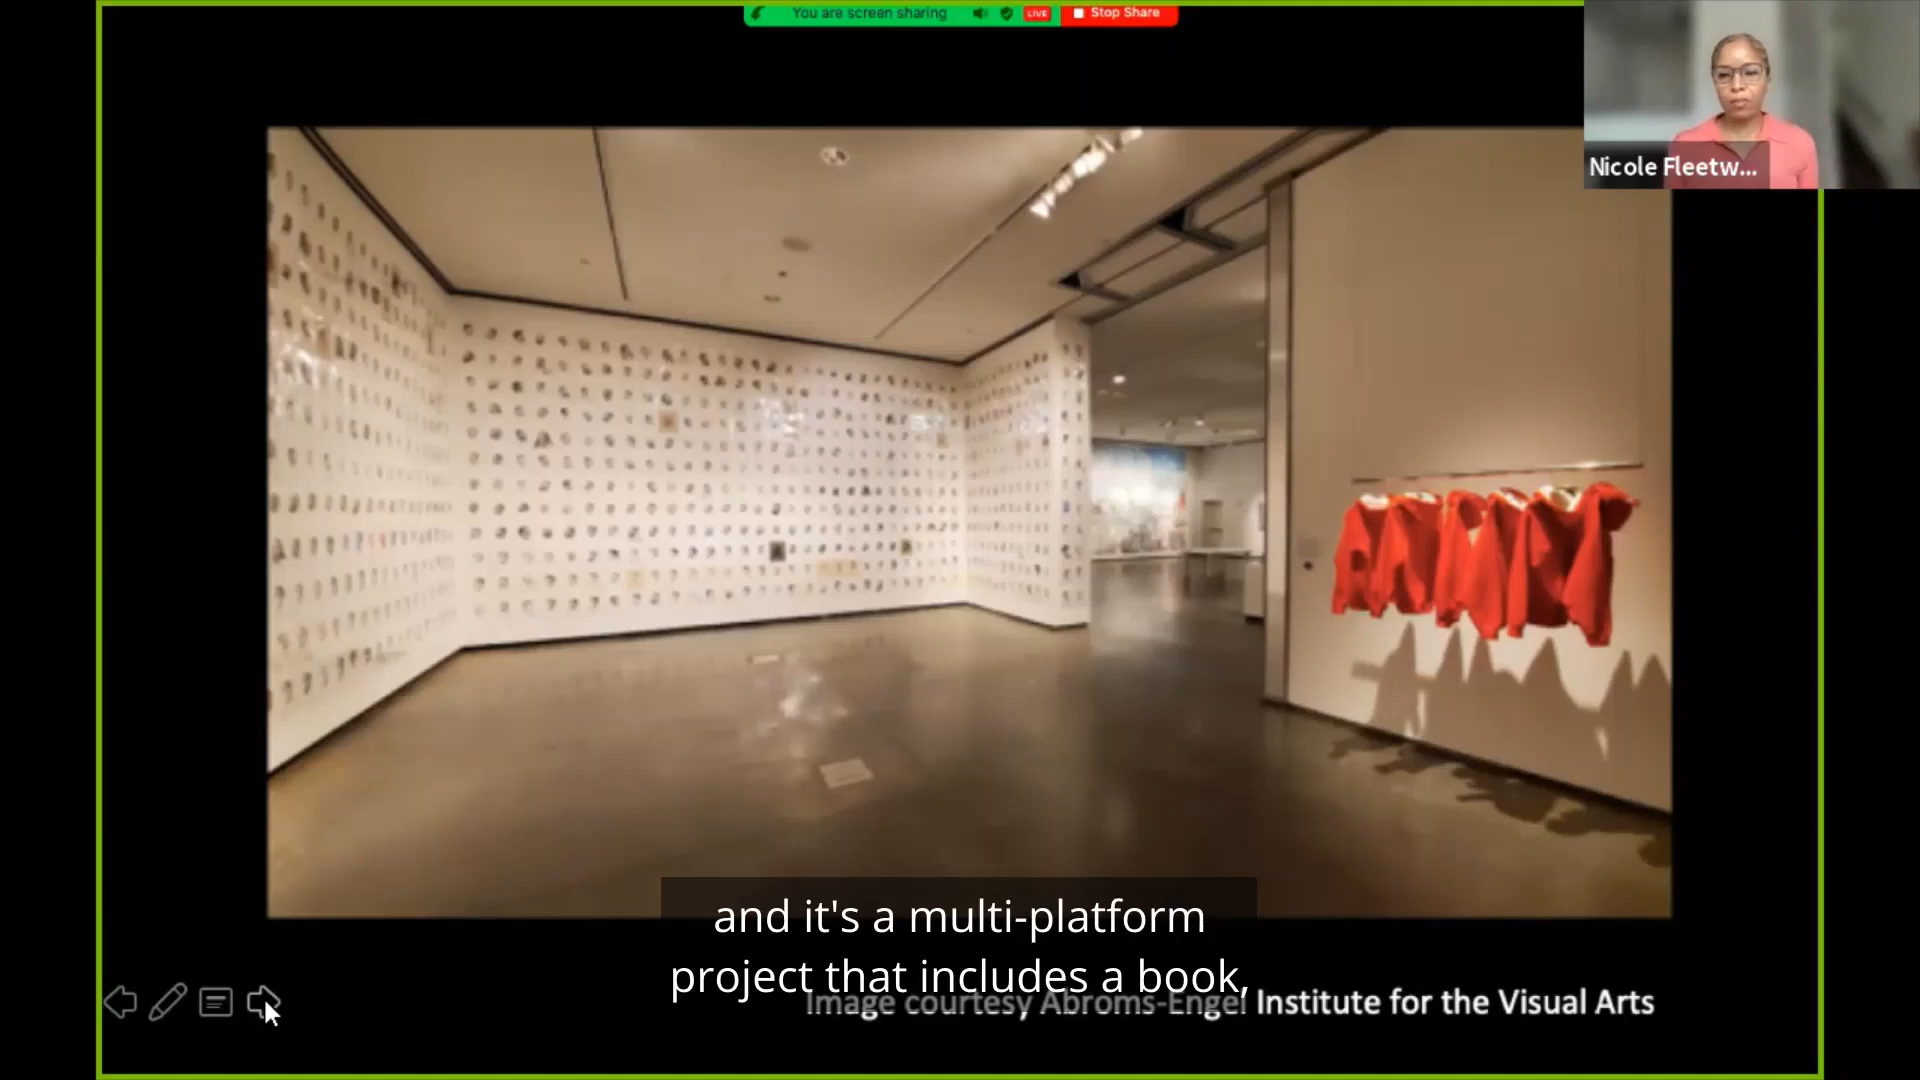 You are screen sharing
LIVE
Stop Share
Nicole Fleetw...
and it's a multi-platform
project that includes a book,
Image courtesy Abroms-Engel Institute for the Visual Arts